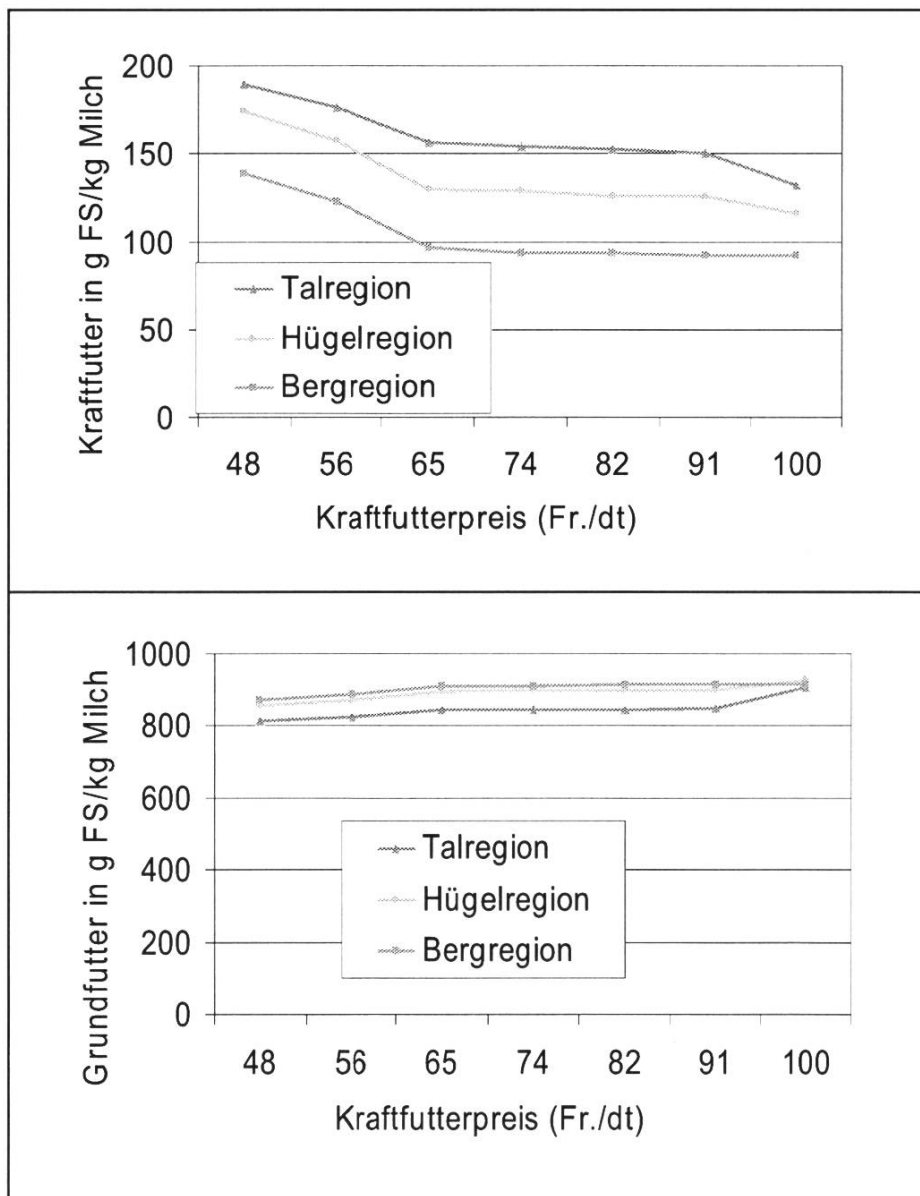 Kraftfutter in g FS/kg Milch
200
150
100
50
0
Talregion
Hügelregion
Bergregion
48 56 65 74 82 91 100
Kraftfutterpreis (Fr./dt)
Grundfutter in g FS/kg Milch
1000
800
600
400
200
0
Talregion
Hügelregion
Bergregion
48 56 65 74 82 91 100
Kraftfutterpreis (Fr./dt)